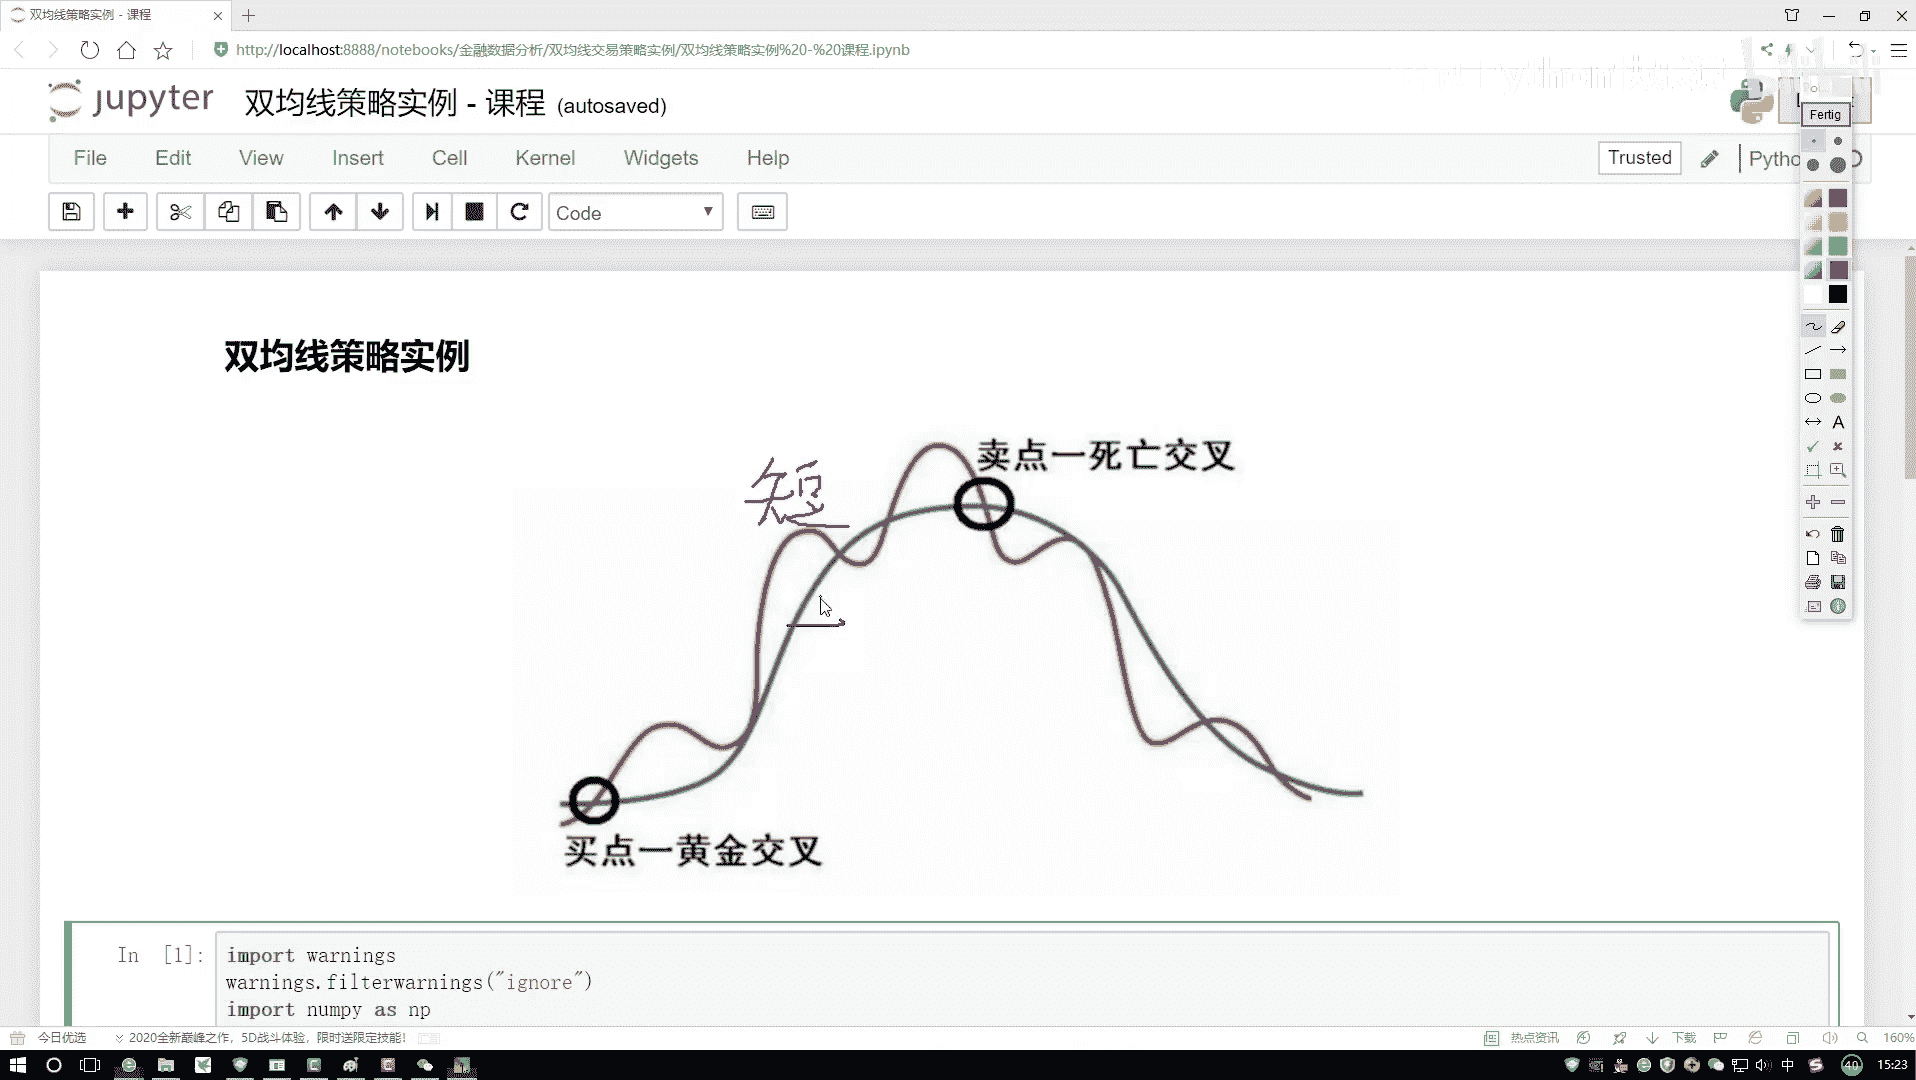 双均线策略实例 - 课程
http://localhost:8888/notebooks/金融数据分析/双均线交易策略实例/双均线策略实例%20-%20课程.ipynb
jupyter 双均线策略实例 - 课程 (autosaved)
Fertig
File Edit View Insert Cell Kernel Widgets Help
Trusted
Pytho
Code
双均线策略实例
卖点一死亡交叉
短
买点一黄金交叉
In [1]:
import warnings
warnings.filterwarnings("ignore")
import numpy as np
今日优选 2020全新巅峰之作，5D战斗体验，限时送限定技能！
热点资讯 下载 160%
中 40 15:23